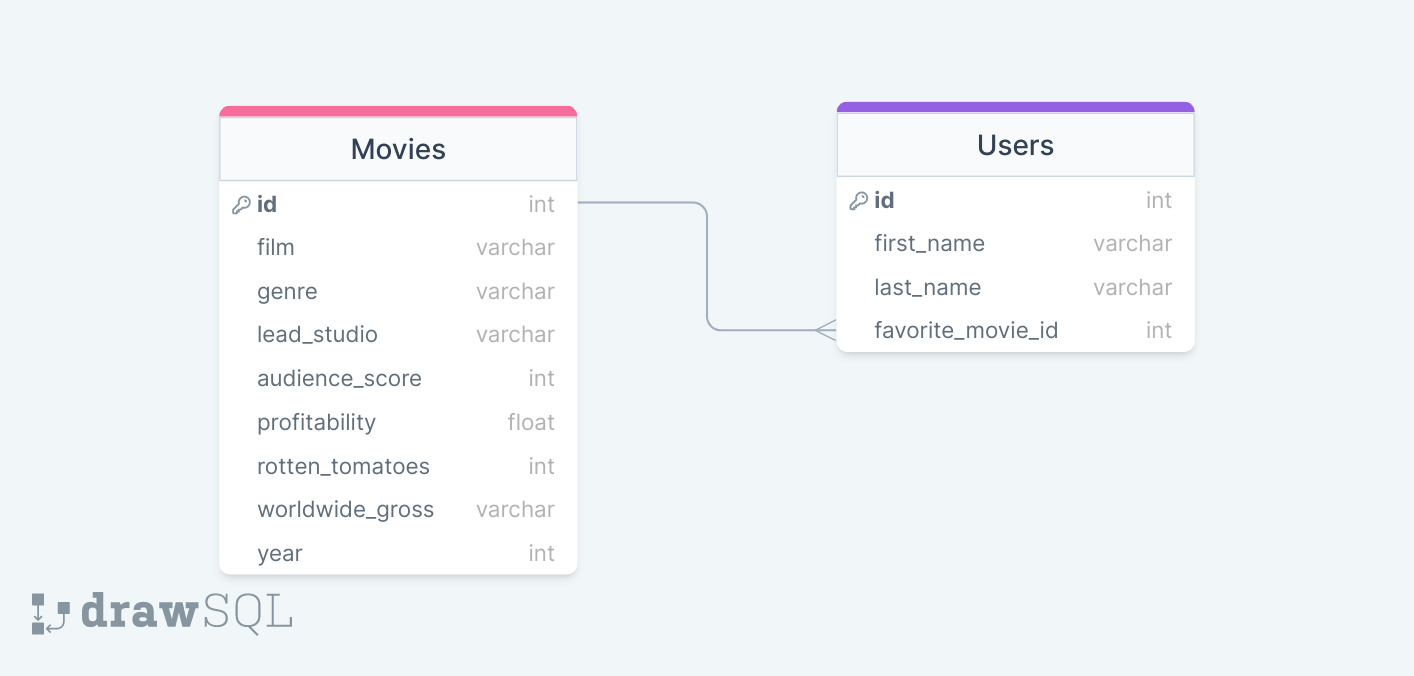 Movies
id int
film varchar
genre varchar
lead_studio varchar
audience_score int
profitability float
rotten_tomatoes int
worldwide_gross varchar
year int
Users
id int
first_name varchar
last_name varchar
favorite_movie_id int
drawSQL